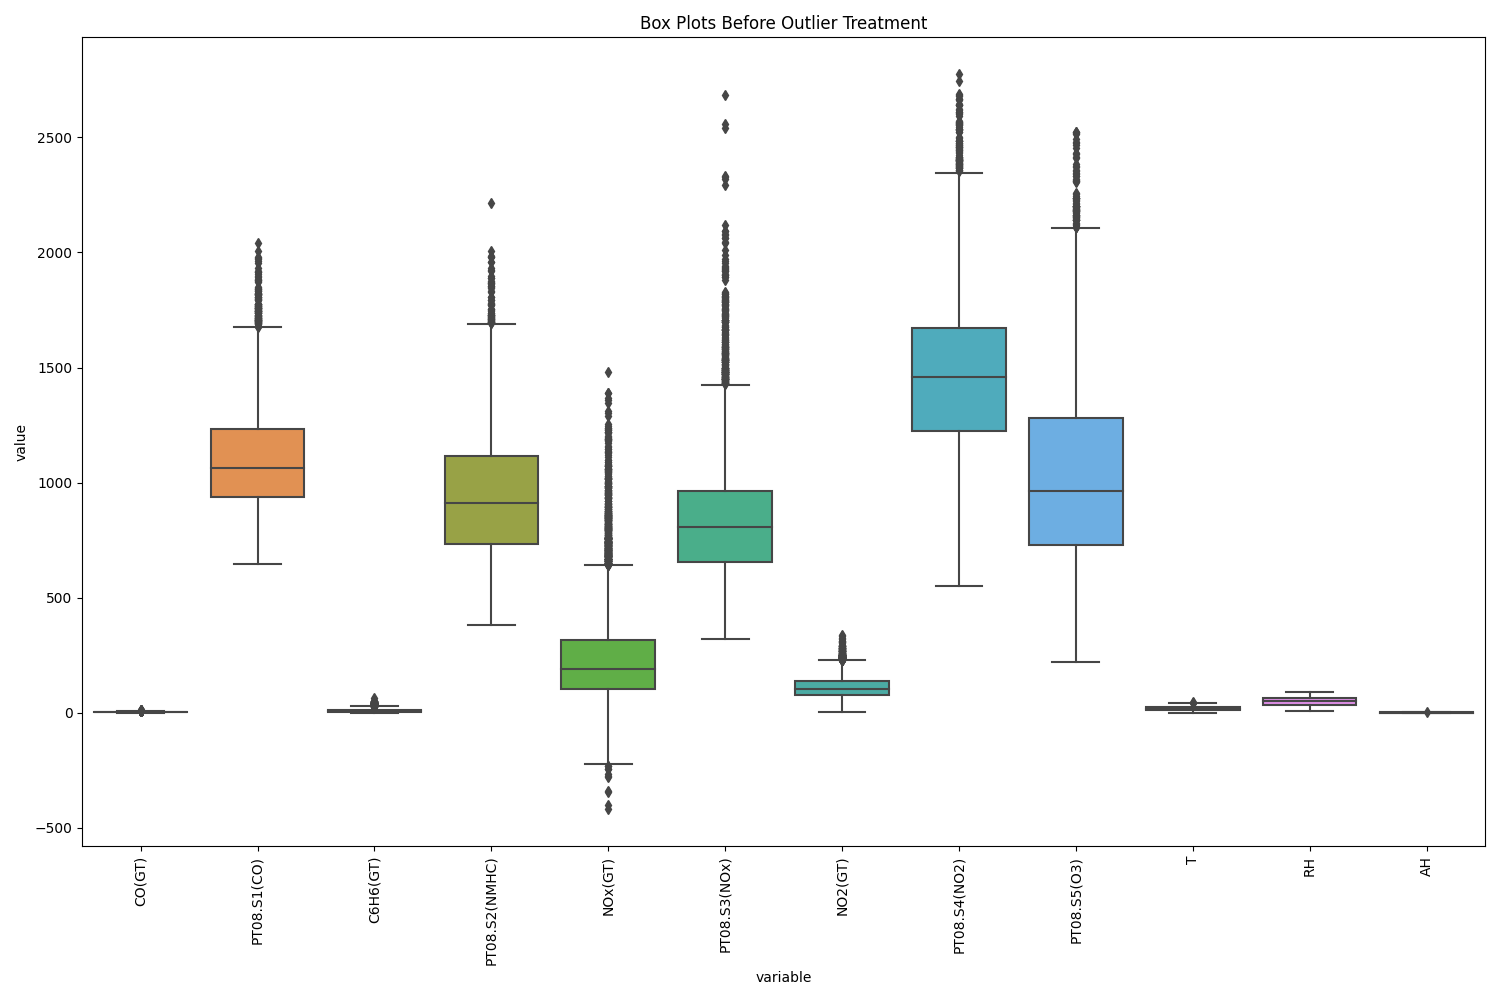 Box Plots Before Outlier Treatment
2500
2000
1500
1000
500
0
−500
value
CO(GT)
PT08.S1(CO)
C6H6(GT)
PT08.S2(NMHC)
NOx(GT)
PT08.S3(NOx)
NO2(GT)
PT08.S4(NO2)
PT08.S5(O3)
T
RH
AH
variable